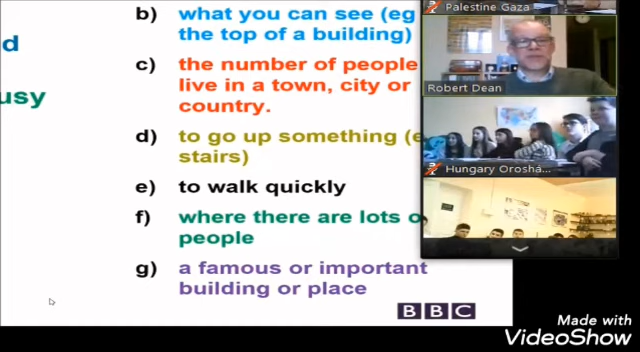 d
usy
b) what you can see (eg
the top of a building)
c) the number of people
live in a town, city or
country.
d) to go up something (e
stairs)
e) to walk quickly
f) where there are lots o
people
g) a famous or important
building or place
BBC
Palestine Gaza
Robert Dean
Hungary Oroshá...
Made with
VideoShow